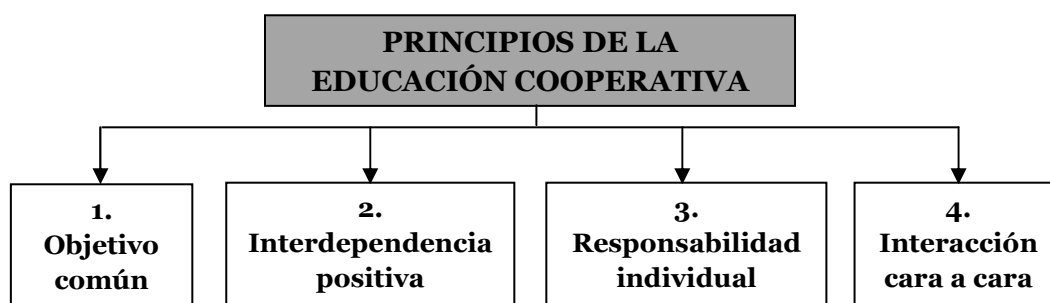 PRINCIPIOS DE LA
EDUCACIÓN COOPERATIVA
1.
Objetivo
común
2.
Interdependencia
positiva
3.
Responsabilidad
individual
4.
Interacción
cara a cara